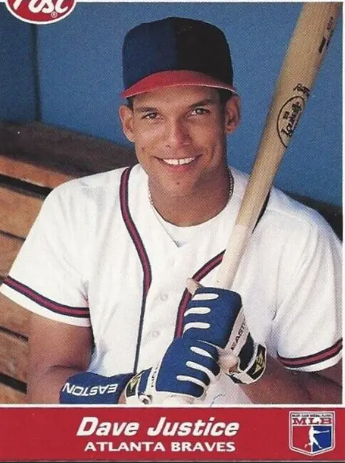 Post
EASTON
EASTON
Dave Justice
ATLANTA BRAVES
MLB